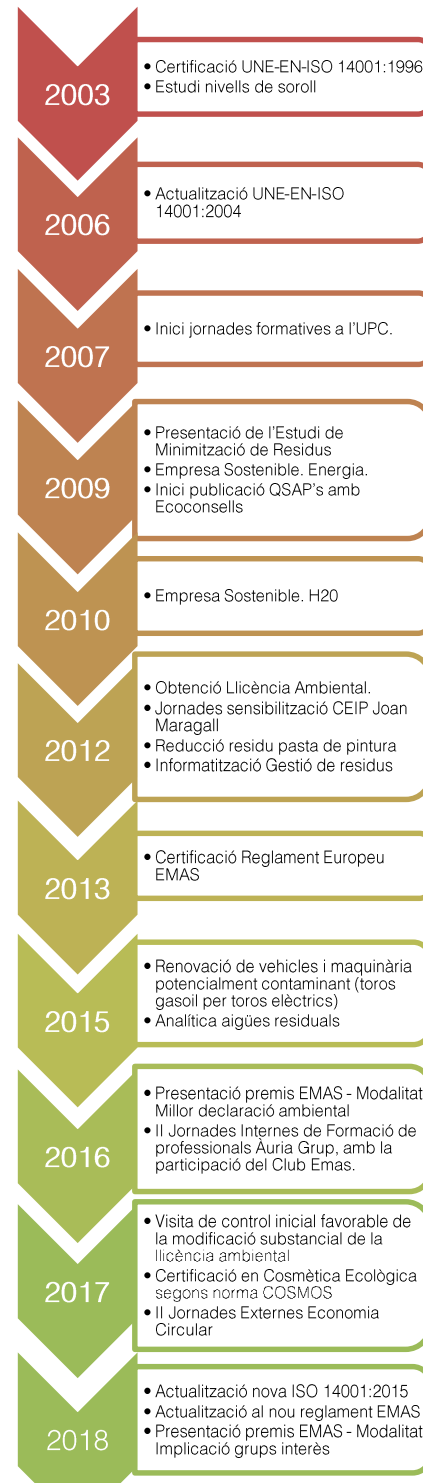 2003
• Certificació UNE-EN-ISO 14001:1996
• Estudi nivells de soroll
2006
• Actualització UNE-EN-ISO
14001:2004
2007
• Inici jornades formatives a l'UPC.
2009
• Presentació de l'Estudi de
Minimització de Residus
• Empresa Sostenible. Energia.
• Inici publicació QSAP's amb
Ecoconsells
2010
• Empresa Sostenible. H20
2012
• Obtenció Llicència Ambiental.
• Jornades sensibilització CEIP Joan
Maragall
• Reducció residu pasta de pintura
• Informatització Gestió de residus
2013
• Certificació Reglament Europeu
EMAS
2015
• Renovació de vehicles i maquinària
potencialment contaminant (toros
gasoil per toros elèctrics)
• Analítica aigües residuals
2016
• Presentació premis EMAS - Modalitat
Millor declaració ambiental
• II Jornades Internes de Formació de
professionals Àuria Grup, amb la
participació del Club Emas.
2017
• Visita de control inicial favorable de
la modificació substancial de la
llicència ambiental
• Certificació en Cosmètica Ecològica
segons norma COSMOS
• II Jornades Externes Economia
Circular
2018
• Actualització nova ISO 14001:2015
• Actualització al nou reglament EMAS
• Presentació premis EMAS - Modalitat
Implicació grups interès